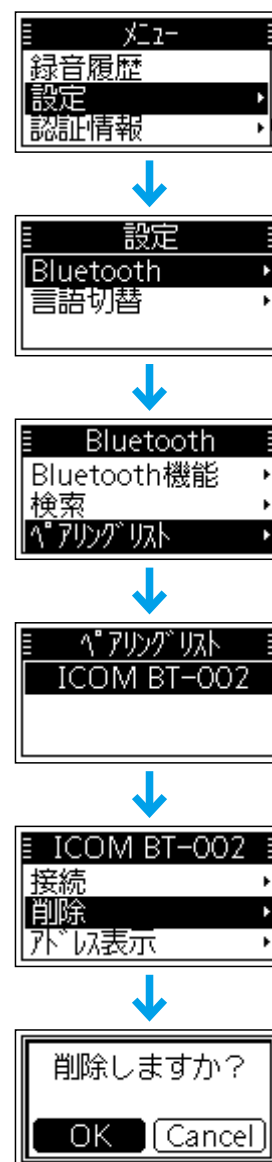 ﾒﾆｭｰ
録音履歴
設定
認証情報
設定
Bluetooth
言語切替
Bluetooth
Bluetooth機能
検索
ﾍﾟｱﾘﾝｸﾞﾘｽﾄ
ﾍﾟｱﾘﾝｸﾞﾘｽﾄ
ICOM BT-002
ICOM BT-002
接続
削除
ｱﾄﾞﾚｽ表示
削除しますか？
OK Cancel